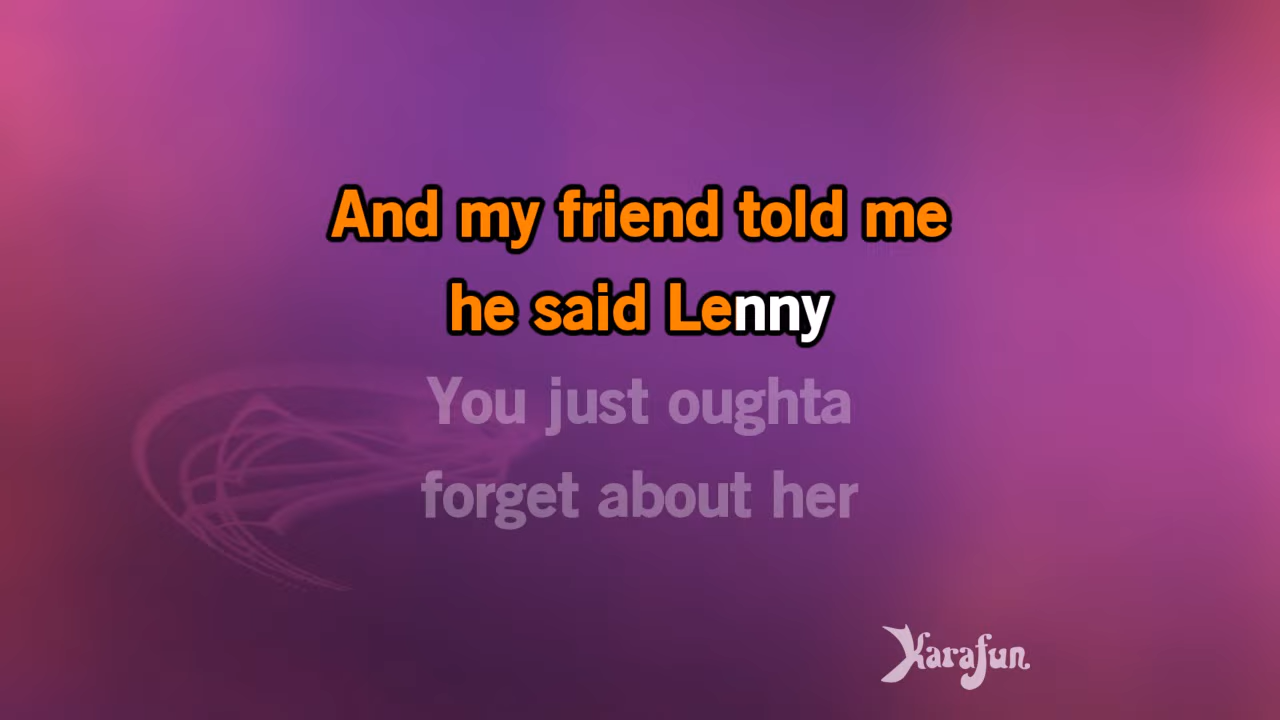 And my friend told me
he said Lenny
You just oughta
forget about her
Karafun